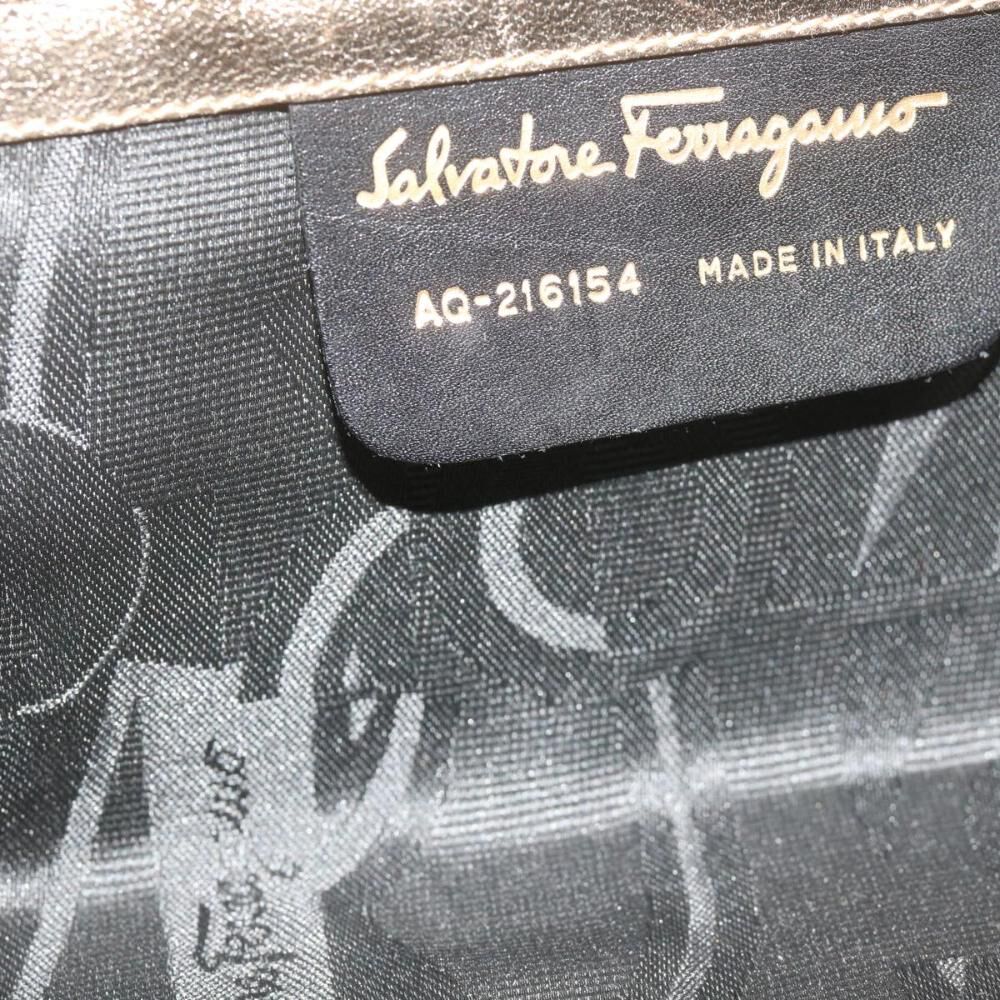 Salvatore Ferragamo
AQ-216154 MADE IN ITALY